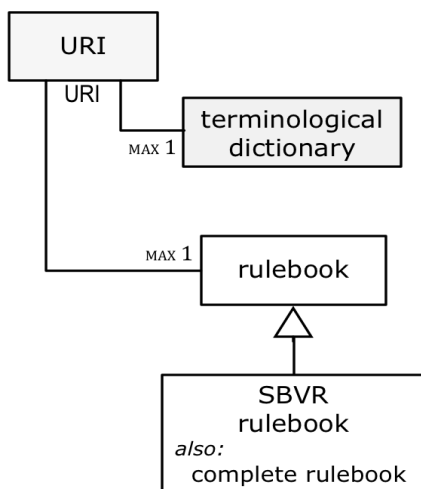 URI
URI
terminological
dictionary
MAX 1
MAX 1
rulebook
SBVR
rulebook
also:
complete rulebook